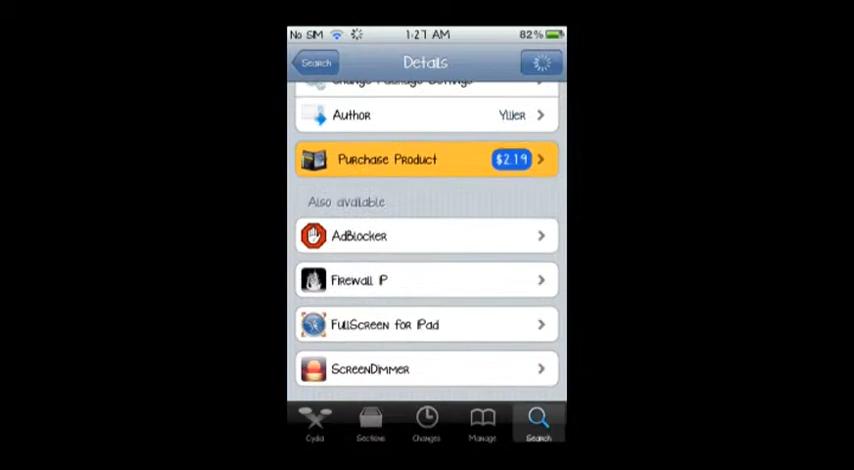 No SIM 1:27 AM 82%
Search Details
Change Package Settings
Author Yllier
Purchase Product $2.19
Also available
AdBlocker
Firewall iP
FullScreen for iPad
ScreenDimmer
Cydia Sections Changes Manage Search